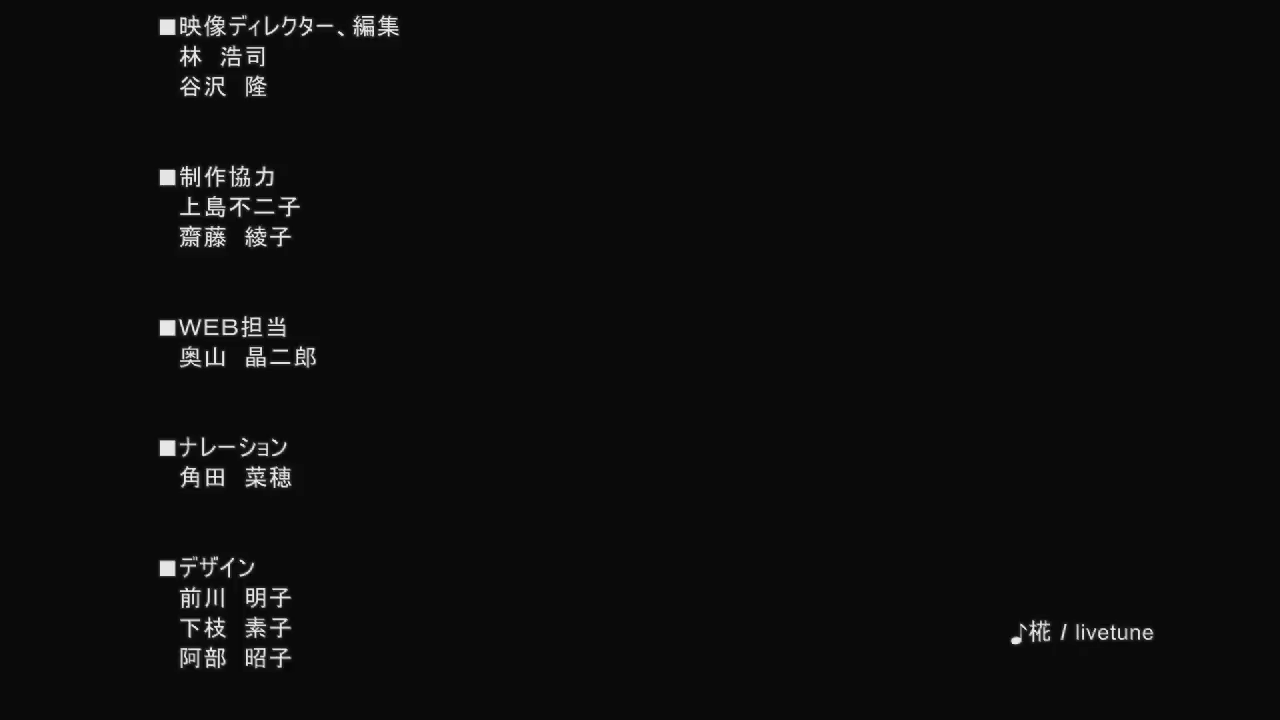 ■映像ディレクター、編集
林 浩司
谷沢 隆
■制作協力
上島不二子
齋藤 綾子
■WEB担当
奥山 晶二郎
■ナレーション
角田 菜穂
■デザイン
前川 明子
下枝 素子
阿部 昭子
♪椛 / livetune